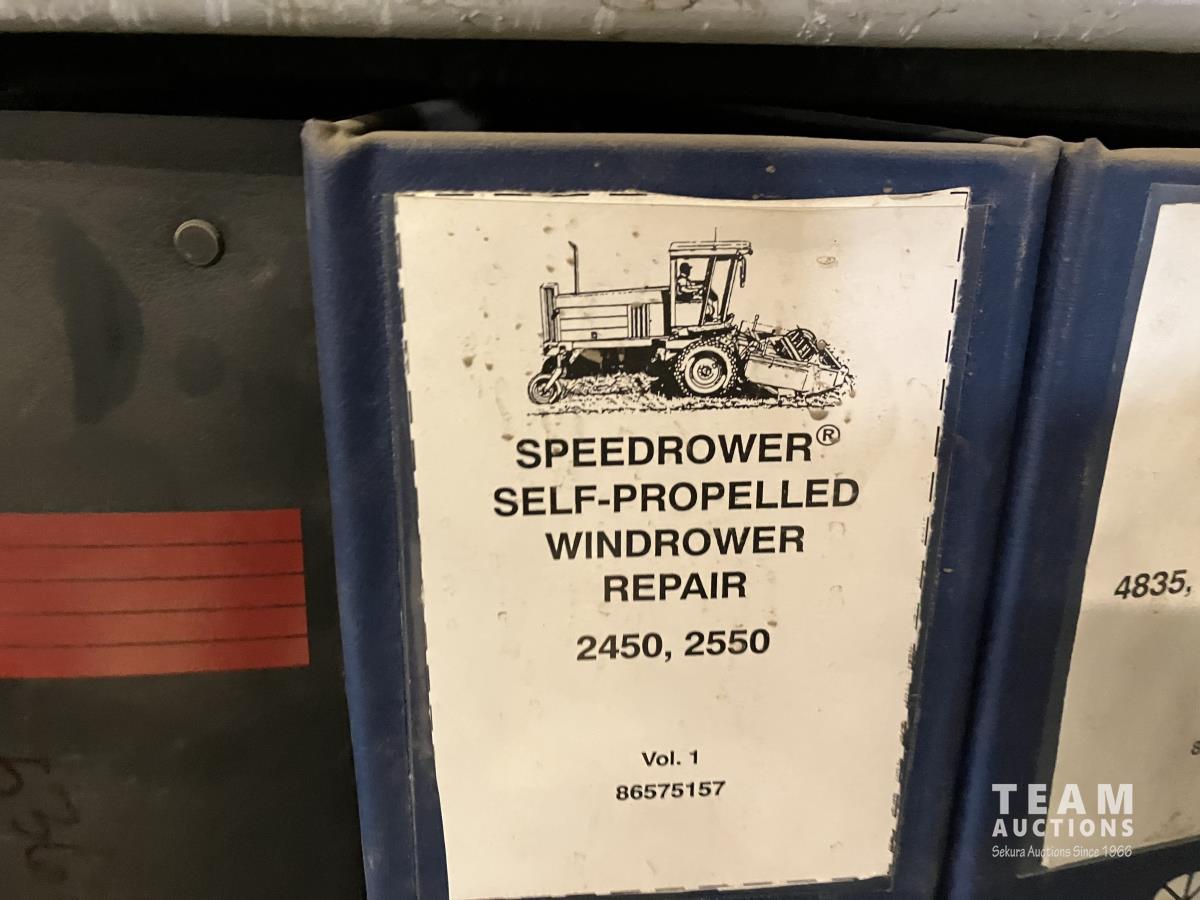 SPEEDROWER®
SELF-PROPELLED
WINDROWER
REPAIR
2450, 2550
Vol. 1
86575157
4835,
TEAM
AUCTIONS
Sekura Auctions Since 1966